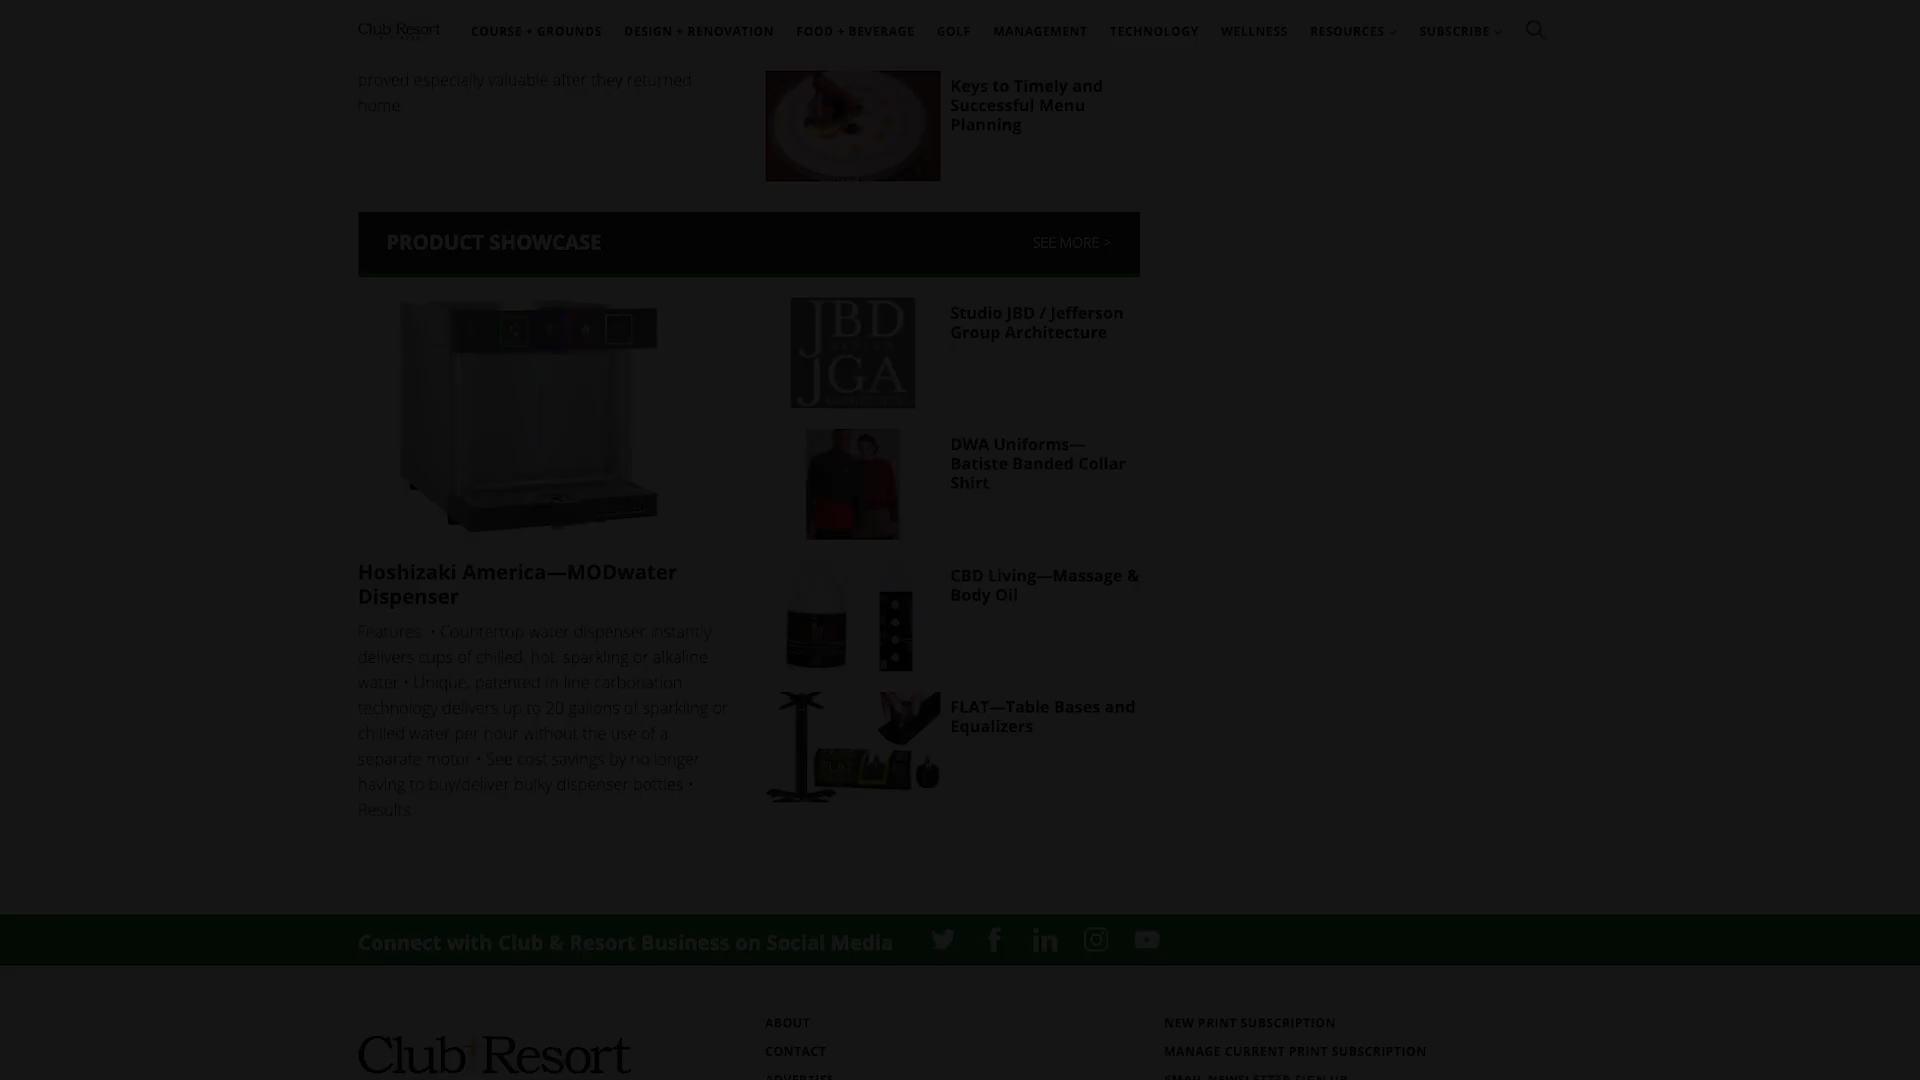 Club+Resort
COURSE + GROUNDS
DESIGN + RENOVATION
FOOD + BEVERAGE
GOLF
MANAGEMENT
TECHNOLOGY
WELLNESS
RESOURCES
SUBSCRIBE
proved especially valuable after they returned
home.
Keys to Timely and
Successful Menu
Planning
PRODUCT SHOWCASE
SEE MORE >
Hoshizaki America—MODwater
Dispenser
Features: • Countertop water dispenser instantly
delivers cups of chilled, hot, sparkling or alkaline
water • Unique, patented in-line carbonation
technology delivers up to 20 gallons of sparkling or
chilled water per hour without the use of a
separate motor • See cost savings by no longer
having to buy/deliver bulky dispenser bottles •
Results
JBD
JGA
Studio JBD / Jefferson
Group Architecture
DWA Uniforms—
Batiste Banded Collar
Shirt
CBD Living—Massage &
Body Oil
FLAT—Table Bases and
Equalizers
Connect with Club & Resort Business on Social Media
Club+Resort
ABOUT
CONTACT
ADVERTISE
NEW PRINT SUBSCRIPTION
MANAGE CURRENT PRINT SUBSCRIPTION
EMAIL NEWSLETTER SIGN UP